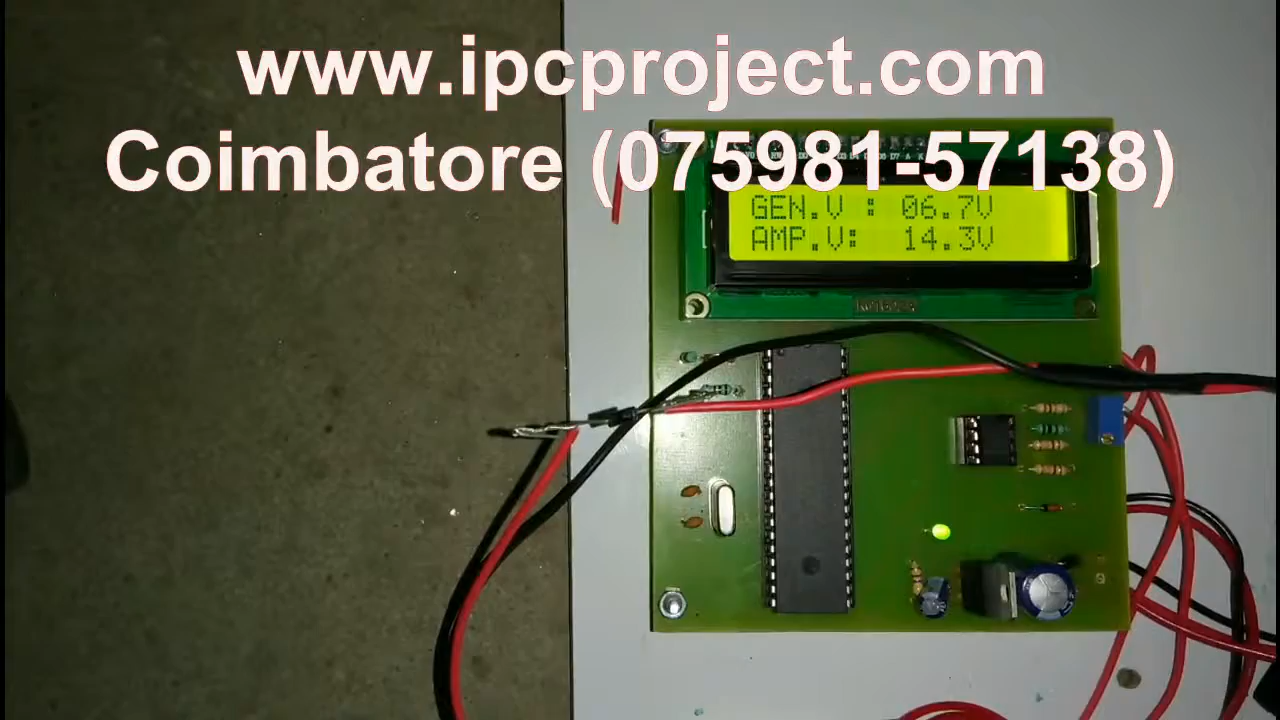 www.ipcproject.com
Coimbatore (075981-57138)
GEN.V : 06.7V
AMP.V: 14.3V